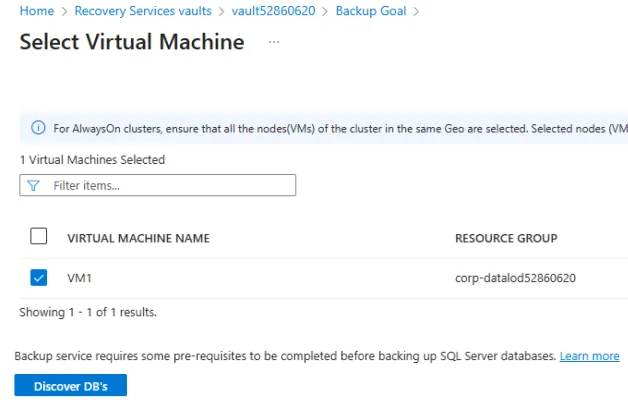 Home > Recovery Services vaults > vault52860620 > Backup Goal >
Select Virtual Machine ...
For AlwaysOn clusters, ensure that all the nodes(VMs) of the cluster in the same Geo are selected. Selected nodes (VM
1 Virtual Machines Selected
Filter items...
VIRTUAL MACHINE NAME RESOURCE GROUP
VM1 corp-datalod52860620
Showing 1 - 1 of 1 results.
Backup service requires some pre-requisites to be completed before backing up SQL Server databases. Learn more
Discover DB's